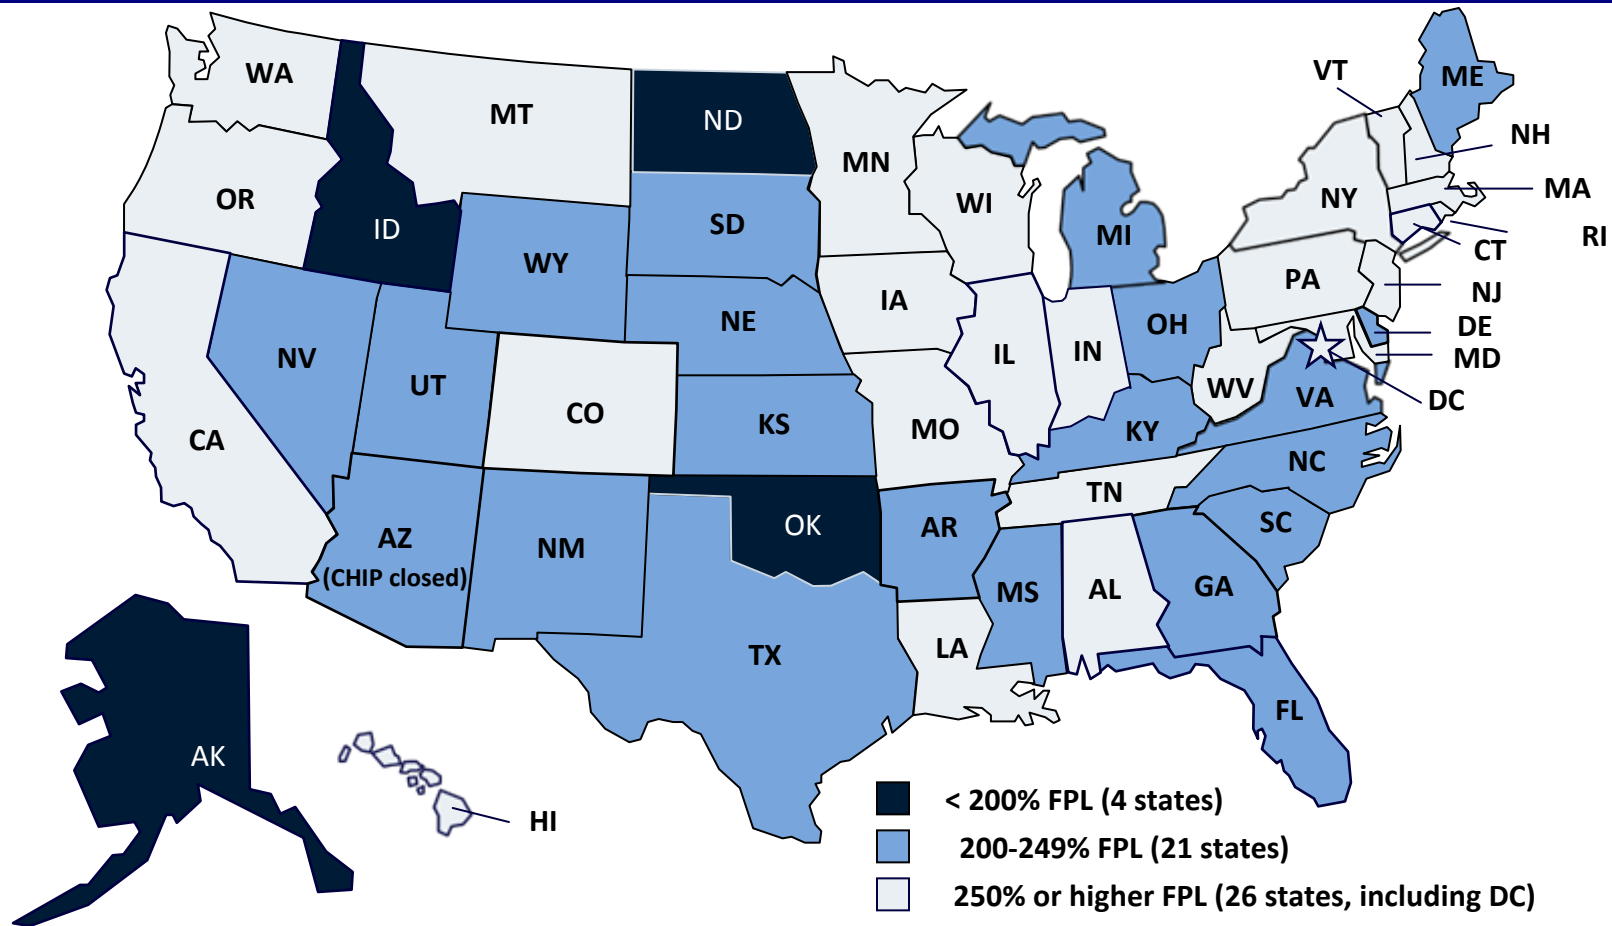 WA
MT
ND
MN
VT
ME
NH
OR
ID
SD
WI
NY
MA
MI
RI
CT
WY
PA
NJ
IA
NE
OH
DE
NV
IL
IN
MD
UT
WV
VA
DC
CO
KS
MO
KY
CA
NC
TN
OK
AR
SC
AZ
(CHIP closed)
NM
MS
AL
GA
LA
TX
FL
AK
HI
< 200% FPL (4 states)
200-249% FPL (21 states)
250% or higher FPL (26 states, including DC)